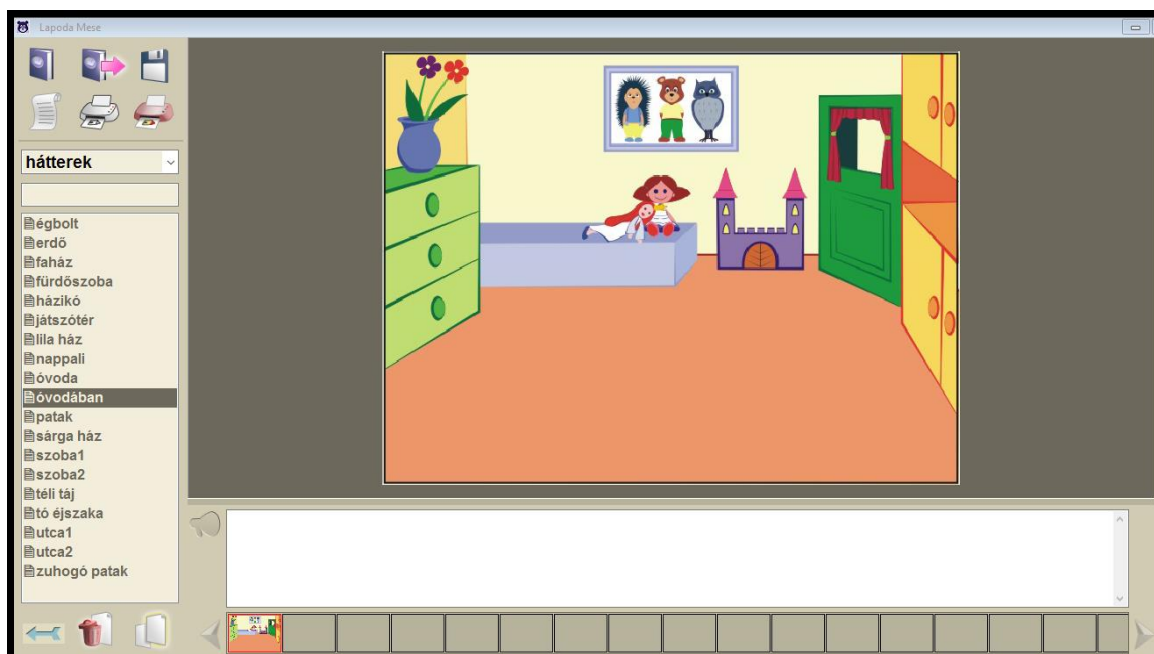 Lapoda Mese
hátterek
égbolt
erdő
faház
fürdőszoba
házikó
játszótér
lila ház
nappali
óvoda
óvodában
patak
sárga ház
szoba1
szoba2
téli táj
tó éjszaka
utca1
utca2
zuhogó patak